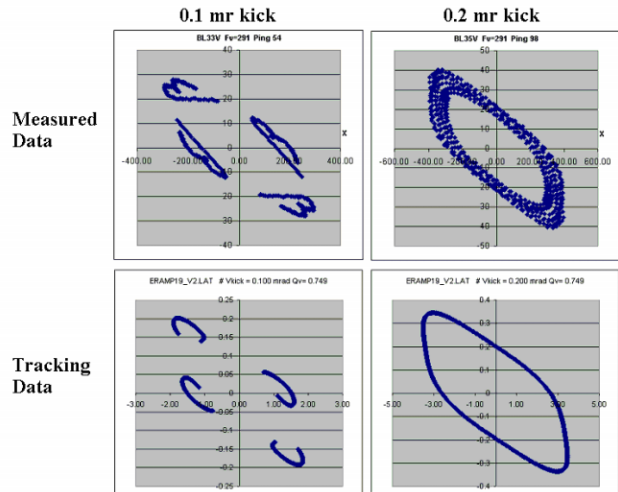 0.1 mr kick
0.2 mr kick
Measured
Data
BL33V Fv=291 Ping 54
40
30
20
10
0
10
20
30
40
-400.00 -200.00 0.00 200.00 400.00
X
BL35V Fv=291 Ping 98
50
40
30
20
10
0
-10
-20
-30
-40
-50
-600.00 -400.00 -200.00 0.00 200.00 400.00 600.00
X
Tracking
Data
ERAMP19_V2.LAT # Vkick = 0.100 mrad Qv= 0.749
0.25
0.2
0.15
0.1
0.05
0
-0.05
-0.1
-0.15
-0.2
-0.25
-3.00 -2.00 -1.00 0.00 1.00 2.00 3.00
ERAMP19_V2.LAT # Vkick = 0.200 mrad Qv= 0.749
0.4
0.3
0.2
0.1
0
-0.1
-0.2
-0.3
-0.4
-5.00 -3.00 -1.00 1.00 3.00 5.00